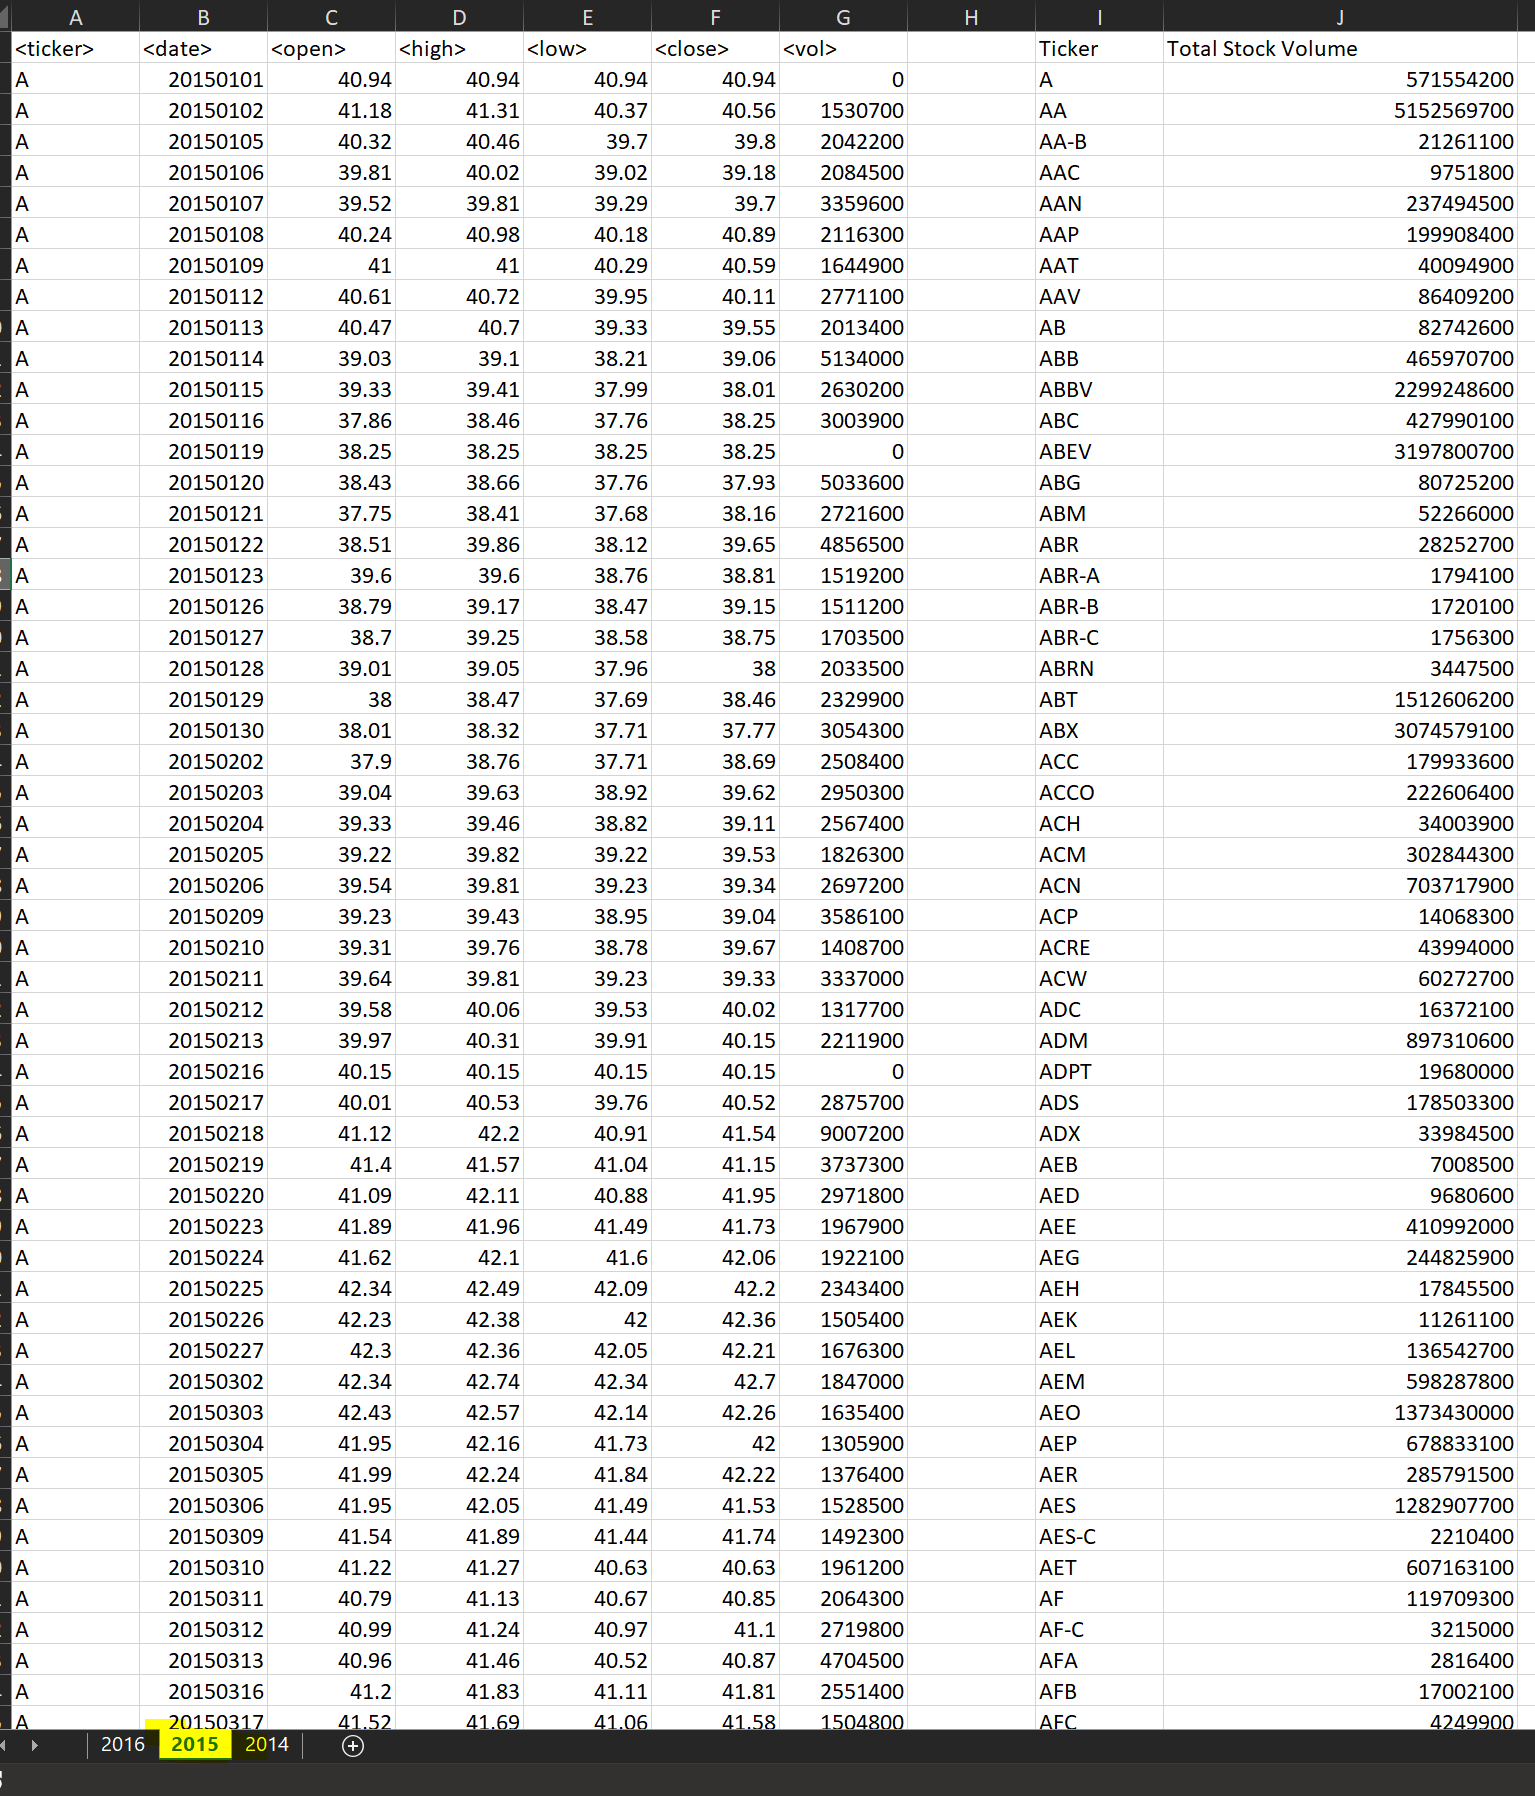 A B C D E F G H I J
<ticker> <date> <open> <high> <low> <close> <vol> Ticker Total Stock Volume
A 20150101 40.94 40.94 40.94 40.94 0 A 571554200
A 20150102 41.18 41.31 40.37 40.56 1530700 AA 5152569700
A 20150105 40.32 40.46 39.7 39.8 2042200 AA-B 21261100
A 20150106 39.81 40.02 39.02 39.18 2084500 AAC 9751800
A 20150107 39.52 39.81 39.29 39.7 3359600 AAN 237494500
A 20150108 40.24 40.98 40.18 40.89 2116300 AAP 199908400
A 20150109 41 41 40.29 40.59 1644900 AAT 40094900
A 20150112 40.61 40.72 39.95 40.11 2771100 AAV 86409200
A 20150113 40.47 40.7 39.33 39.55 2013400 AB 82742600
A 20150114 39.03 39.1 38.21 39.06 5134000 ABB 465970700
A 20150115 39.33 39.41 37.99 38.01 2630200 ABBV 2299248600
A 20150116 37.86 38.46 37.76 38.25 3003900 ABC 427990100
A 20150119 38.25 38.25 38.25 38.25 0 ABEV 3197800700
A 20150120 38.43 38.66 37.76 37.93 5033600 ABG 80725200
A 20150121 37.75 38.41 37.68 38.16 2721600 ABM 52266000
A 20150122 38.51 39.86 38.12 39.65 4856500 ABR 28252700
A 20150123 39.6 39.6 38.76 38.81 1519200 ABR-A 1794100
A 20150126 38.79 39.17 38.47 39.15 1511200 ABR-B 1720100
A 20150127 38.7 39.25 38.58 38.75 1703500 ABR-C 1756300
A 20150128 39.01 39.05 37.96 38 2033500 ABRN 3447500
A 20150129 38 38.47 37.69 38.46 2329900 ABT 1512606200
A 20150130 38.01 38.32 37.71 37.77 3054300 ABX 3074579100
A 20150202 37.9 38.76 37.71 38.69 2508400 ACC 179933600
A 20150203 39.04 39.63 38.92 39.62 2950300 ACCO 222606400
A 20150204 39.33 39.46 38.82 39.11 2567400 ACH 34003900
A 20150205 39.22 39.82 39.22 39.53 1826300 ACM 302844300
A 20150206 39.54 39.81 39.23 39.34 2697200 ACN 703717900
A 20150209 39.23 39.43 38.95 39.04 3586100 ACP 14068300
A 20150210 39.31 39.76 38.78 39.67 1408700 ACRE 43994000
A 20150211 39.64 39.81 39.23 39.33 3337000 ACW 60272700
A 20150212 39.58 40.06 39.53 40.02 1317700 ADC 16372100
A 20150213 39.97 40.31 39.91 40.15 2211900 ADM 897310600
A 20150216 40.15 40.15 40.15 40.15 0 ADPT 19680000
A 20150217 40.01 40.53 39.76 40.52 2875700 ADS 178503300
A 20150218 41.12 42.2 40.91 41.54 9007200 ADX 33984500
A 20150219 41.4 41.57 41.04 41.15 3737300 AEB 7008500
A 20150220 41.09 42.11 40.88 41.95 2971800 AED 9680600
A 20150223 41.89 41.96 41.49 41.73 1967900 AEE 410992000
A 20150224 41.62 42.1 41.6 42.06 1922100 AEG 244825900
A 20150225 42.34 42.49 42.09 42.2 2343400 AEH 17845500
A 20150226 42.23 42.38 42 42.36 1505400 AEK 11261100
A 20150227 42.3 42.36 42.05 42.21 1676300 AEL 136542700
A 20150302 42.34 42.74 42.34 42.7 1847000 AEM 598287800
A 20150303 42.43 42.57 42.14 42.26 1635400 AEO 1373430000
A 20150304 41.95 42.16 41.73 42 1305900 AEP 678833100
A 20150305 41.99 42.24 41.84 42.22 1376400 AER 285791500
A 20150306 41.95 42.05 41.49 41.53 1528500 AES 1282907700
A 20150309 41.54 41.89 41.44 41.74 1492300 AES-C 2210400
A 20150310 41.22 41.27 40.63 40.63 1961200 AET 607163100
A 20150311 40.79 41.13 40.67 40.85 2064300 AF 119709300
A 20150312 40.99 41.24 40.97 41.1 2719800 AF-C 3215000
A 20150313 40.96 41.46 40.52 40.87 4704500 AFA 2816400
A 20150316 41.2 41.83 41.11 41.81 2551400 AFB 17002100
A 20150317 41.52 41.69 41.06 41.58 1504800 AFC 4249900
2016 2015 2014